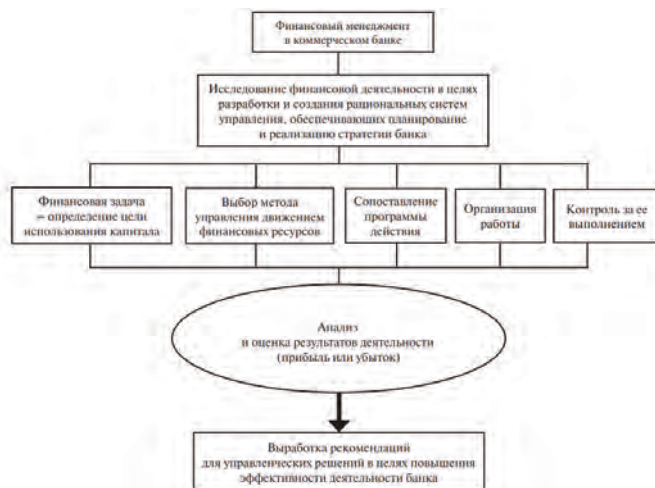 Финансовый менеджмент
в коммерческом банке
Исследование финансовой деятельности в целях
разработки и создания рациональных систем
управления, обеспечивающих планирование
и реализацию стратегии банка
Финансовая задача
– определение цели
использования капитала
Выбор метода
управления движением
финансовых ресурсов
Сопоставление
программы
действия
Организация
работы
Контроль за ее
выполнением
Анализ
и оценка результатов деятельности
(прибыль или убыток)
Выработка рекомендаций
для управленческих решений в целях повышения
эффективности деятельности банка